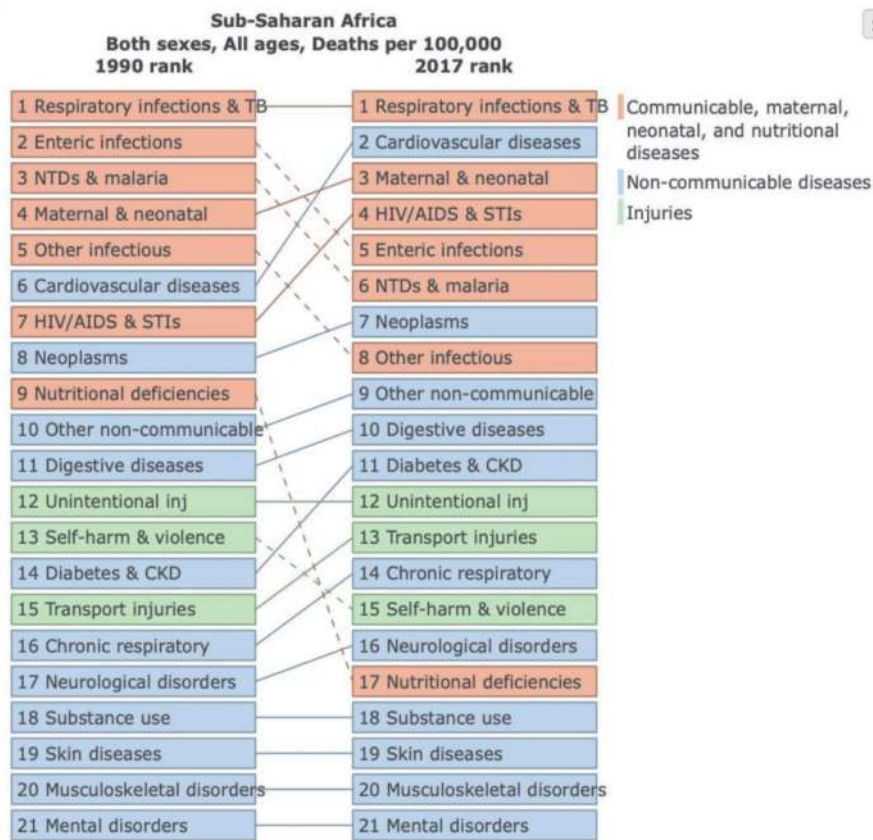 Sub-Saharan Africa
Both sexes, All ages, Deaths per 100,000
1990 rank
2017 rank
1 Respiratory infections & TB
2 Enteric infections
3 NTDs & malaria
4 Maternal & neonatal
5 Other infectious
6 Cardiovascular diseases
7 HIV/AIDS & STIs
8 Neoplasms
9 Nutritional deficiencies
10 Other non-communicable
11 Digestive diseases
12 Unintentional inj
13 Self-harm & violence
14 Diabetes & CKD
15 Transport injuries
16 Chronic respiratory
17 Neurological disorders
18 Substance use
19 Skin diseases
20 Musculoskeletal disorders
21 Mental disorders
1 Respiratory infections & TB
2 Cardiovascular diseases
3 Maternal & neonatal
4 HIV/AIDS & STIs
5 Enteric infections
6 NTDs & malaria
7 Neoplasms
8 Other infectious
9 Other non-communicable
10 Digestive diseases
11 Diabetes & CKD
12 Unintentional inj
13 Transport injuries
14 Chronic respiratory
15 Self-harm & violence
16 Neurological disorders
17 Nutritional deficiencies
18 Substance use
19 Skin diseases
20 Musculoskeletal disorders
21 Mental disorders
Communicable, maternal,
neonatal, and nutritional
diseases
Non-communicable diseases
Injuries